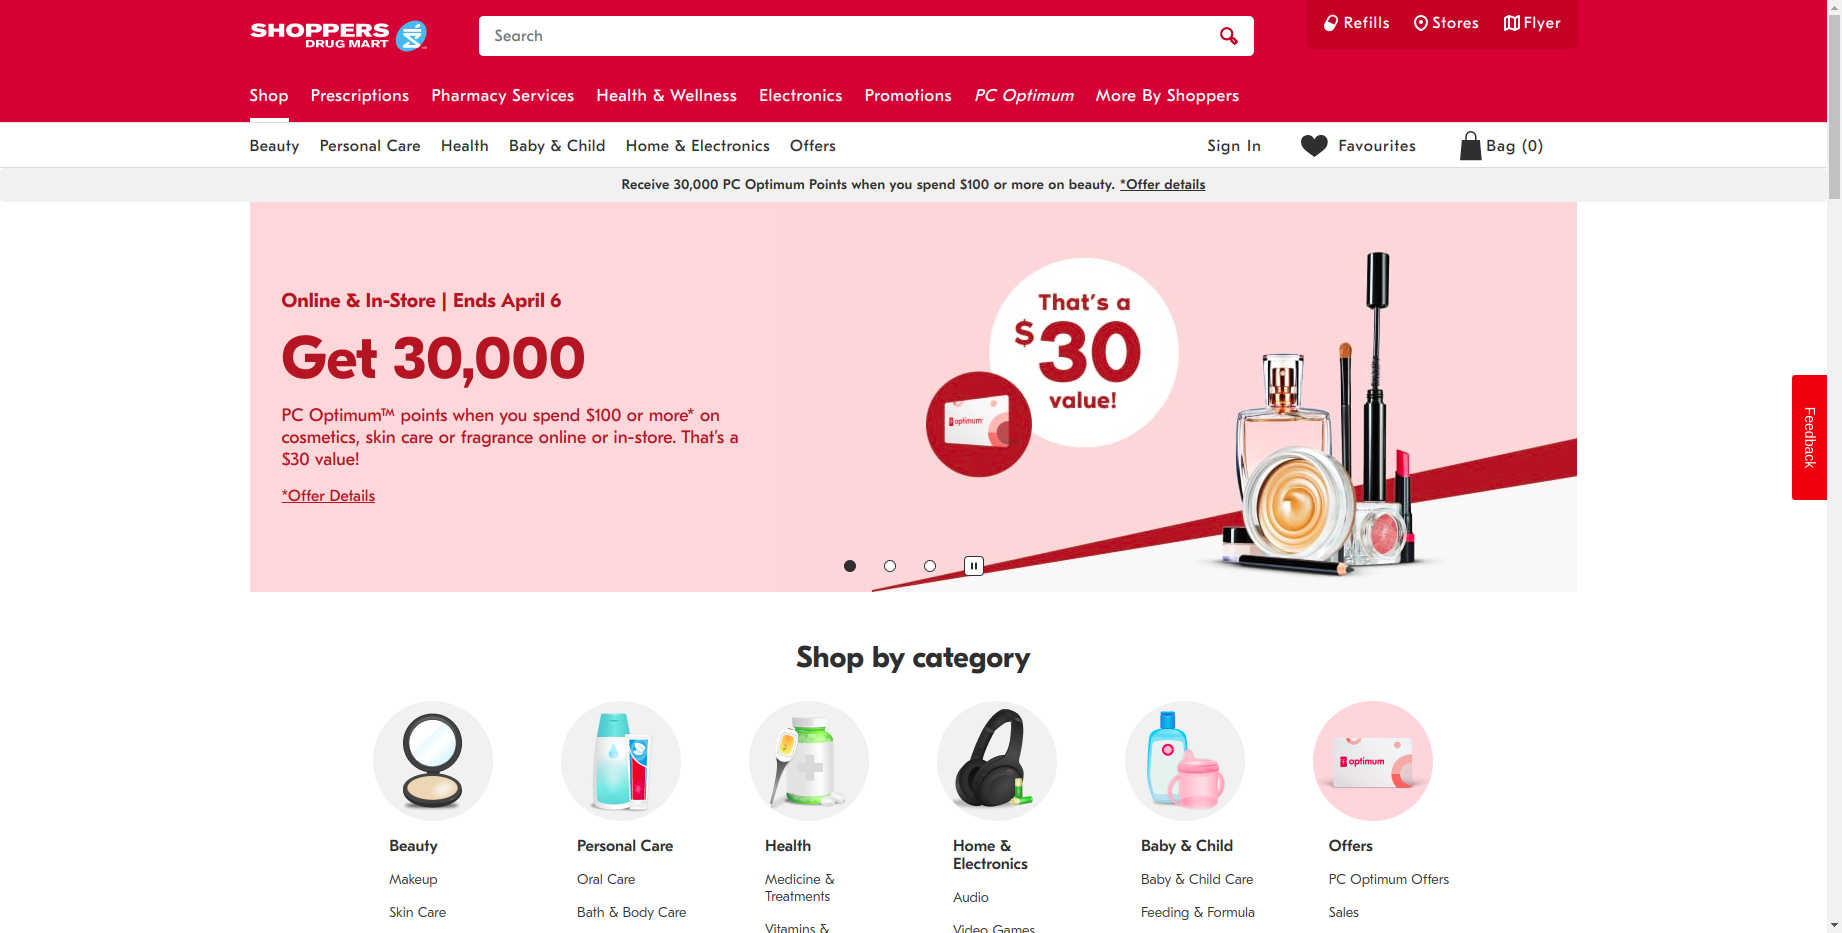 SHOPPERS
DRUG MART
Search
Refills
Stores
Flyer
Shop
Prescriptions
Pharmacy Services
Health & Wellness
Electronics
Promotions
PC Optimum
More By Shoppers
Beauty
Personal Care
Health
Baby & Child
Home & Electronics
Offers
Sign In
Favourites
Bag (0)
Receive 30,000 PC Optimum Points when you spend $100 or more on beauty. *Offer details
Online & In-Store | Ends April 6
Get 30,000
PC Optimum™ points when you spend $100 or more* on
cosmetics, skin care or fragrance online or in-store. That's a
$30 value!
*Offer Details
That's a
$30
value!
optimum
Feedback
Shop by category
optimum
Beauty
Makeup
Skin Care
Personal Care
Oral Care
Bath & Body Care
Health
Medicine &
Treatments
Vitamins &
Home &
Electronics
Audio
Video Games
Baby & Child
Baby & Child Care
Feeding & Formula
Offers
PC Optimum Offers
Sales